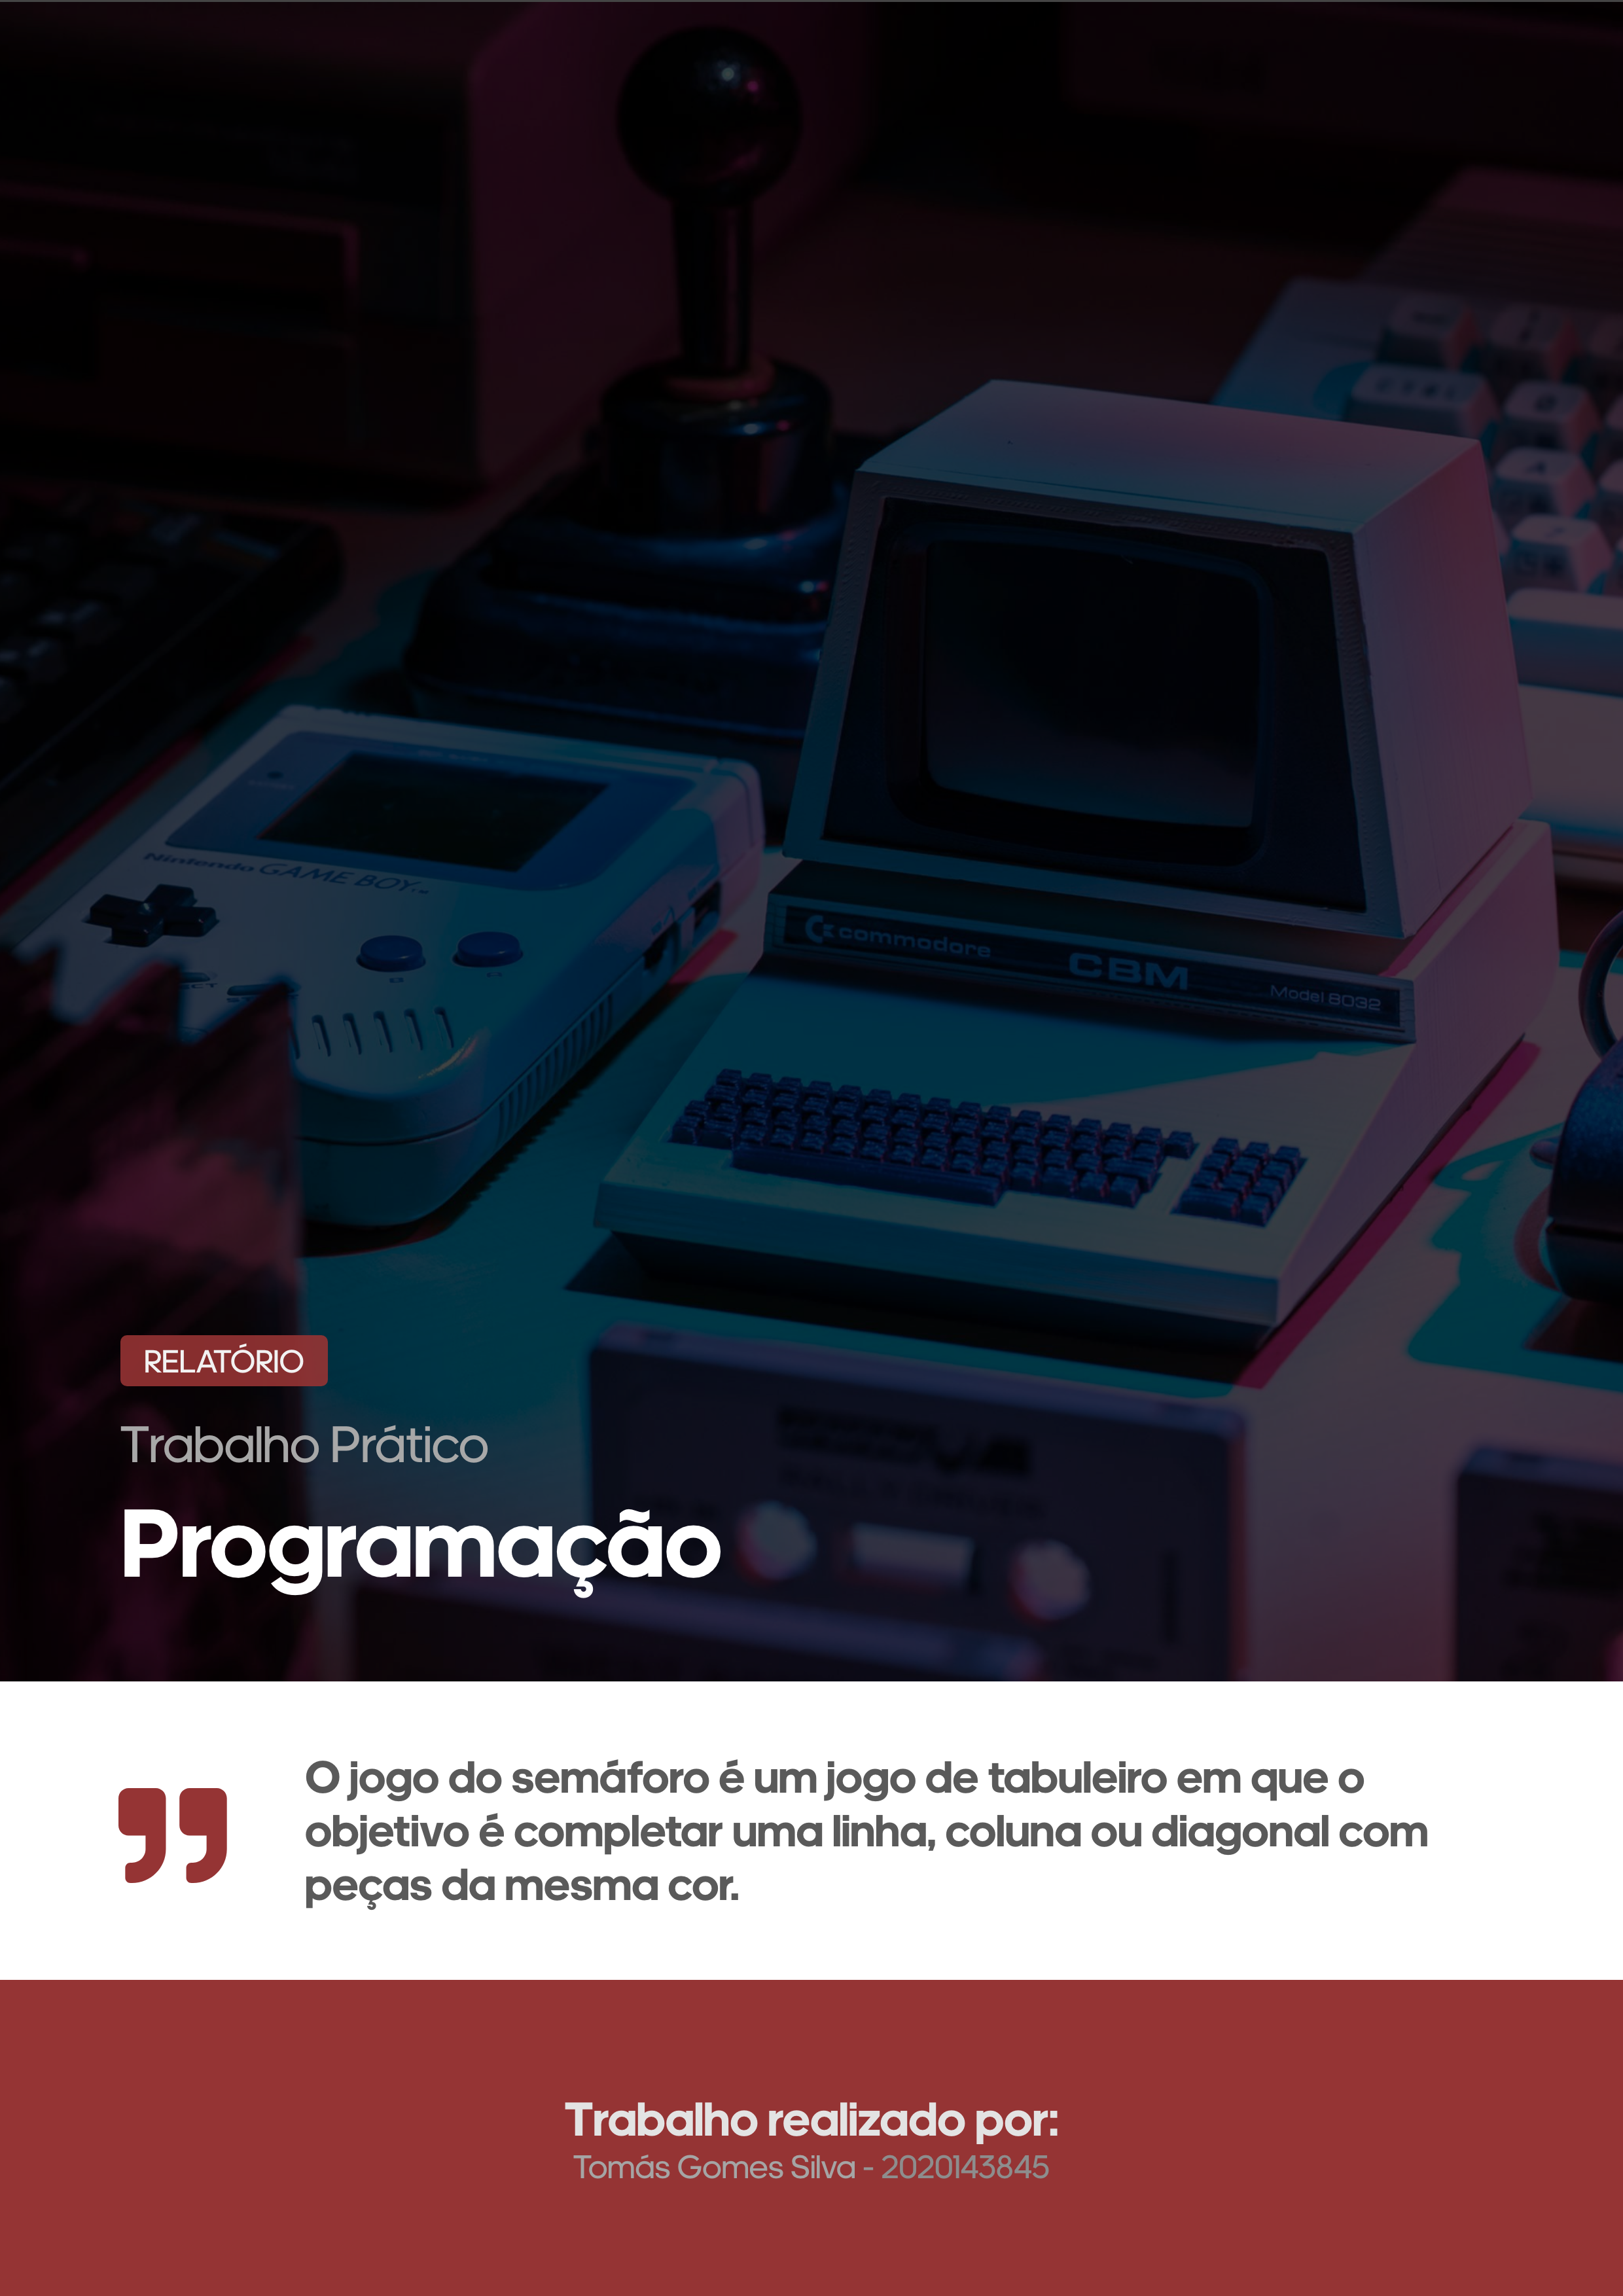 Nintendo GAME BOY
B
commodore
CBM
Model 8032
CTRL
RELATÓRIO
Trabalho Prático
Programação
O jogo do semáforo é um jogo de tabuleiro em que o
objetivo é completar uma linha, coluna ou diagonal com
peças da mesma cor.
Trabalho realizado por:
Tomás Gomes Silva - 2020143845